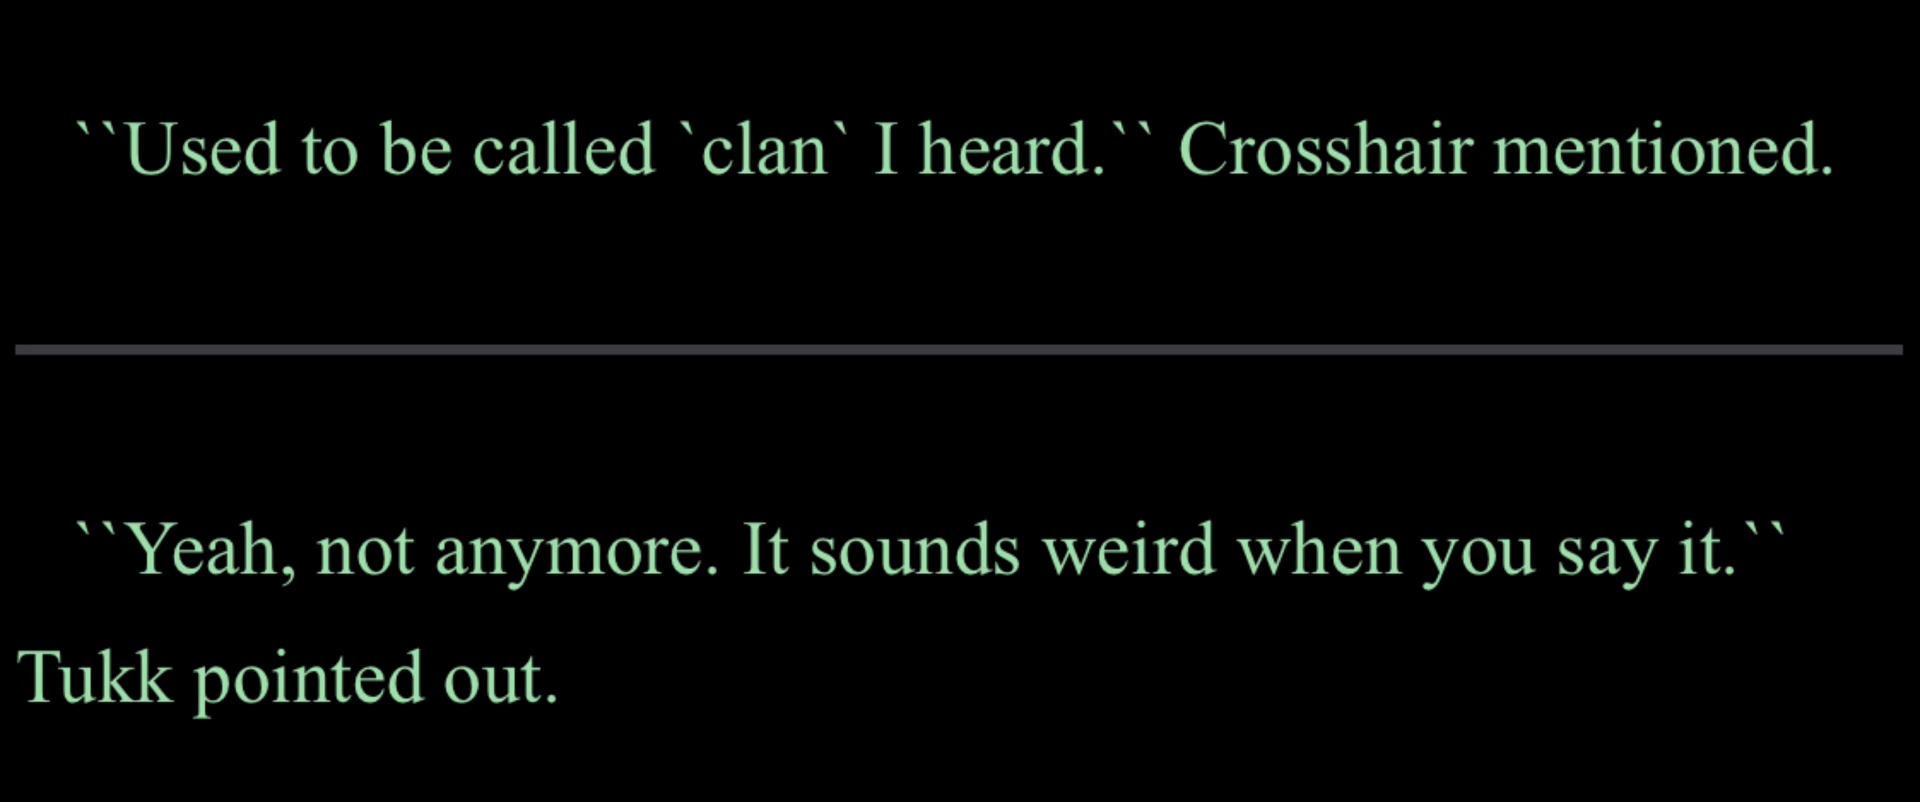 ``Used to be called `clan` I heard.`` Crosshair mentioned.
``Yeah, not anymore. It sounds weird when you say it.``
Tukk pointed out.